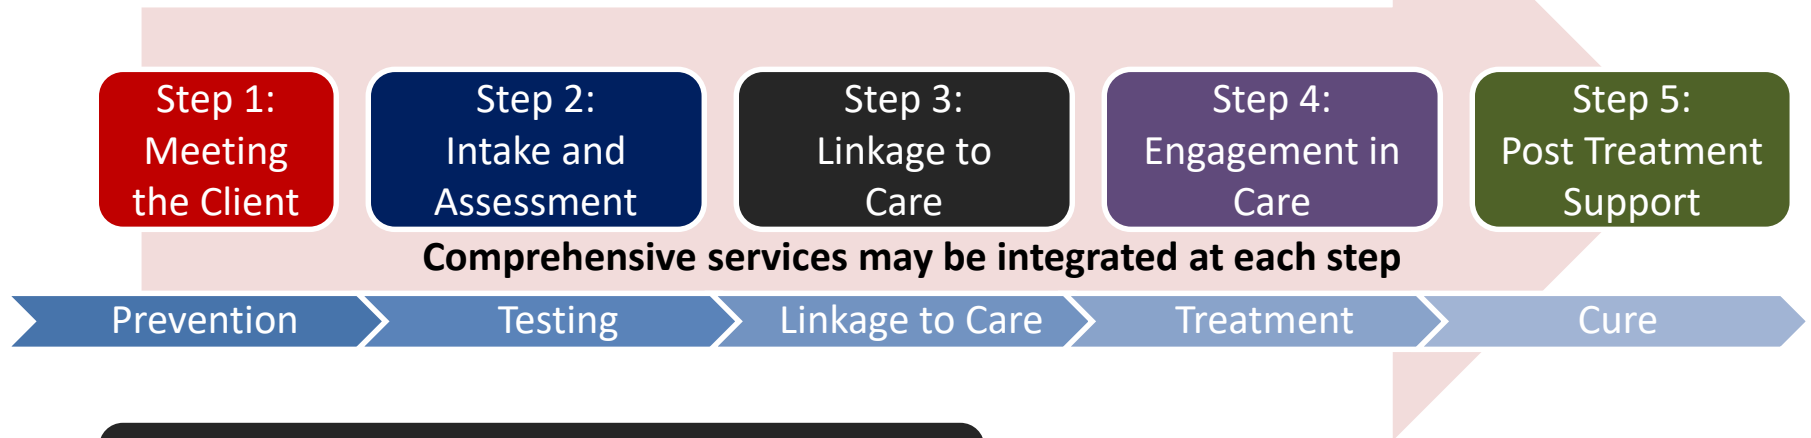 Step 1:
Meeting
the Client
Step 2:
Intake and
Assessment
Step 3:
Linkage to
Care
Step 4:
Engagement in
Care
Step 5:
Post Treatment
Support
Comprehensive services may be integrated at each step
Prevention
Testing
Linkage to Care
Treatment
Cure